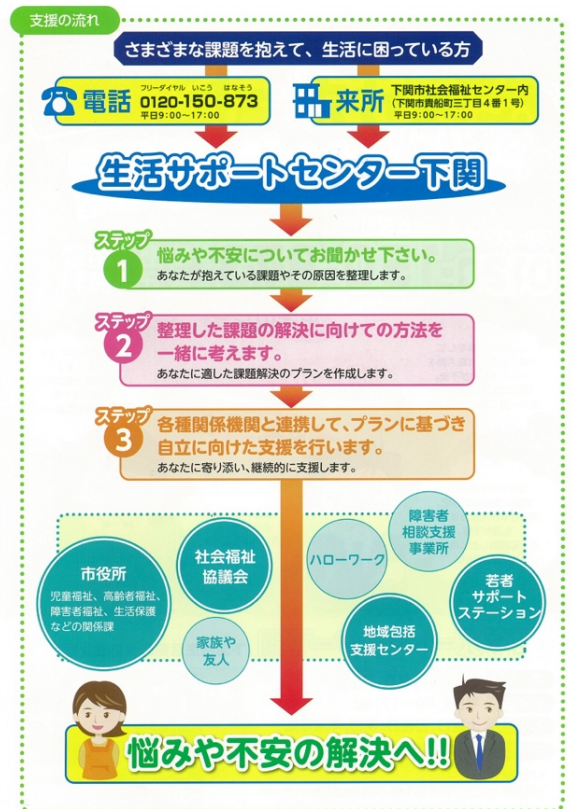 支援の流れ
さまざまな課題を抱えて、生活に困っている方
電話
フリーダイヤル いこう はなそう
0120-150-873
平日9:00～17:00
来所
下関市社会福祉センター内
(下関市貴船町三丁目4番1号)
平日9:00～17:00
生活サポートセンター下関
ステップ
1
悩みや不安についてお聞かせ下さい。
あなたが抱えている課題やその原因を整理します。
ステップ
2
整理した課題の解決に向けての方法を
一緒に考えます。
あなたに適した課題解決のプランを作成します。
ステップ
3
各種関係機関と連携して、プランに基づき
自立に向けた支援を行います。
あなたに寄り添い、継続的に支援します。
市役所
児童福祉、高齢者福祉、
障害者福祉、生活保護
などの関係課
社会福祉
協議会
家族や
友人
ハローワーク
障害者
相談支援
事業所
地域包括
支援センター
若者
サポート
ステーション
悩みや不安の解決へ!!